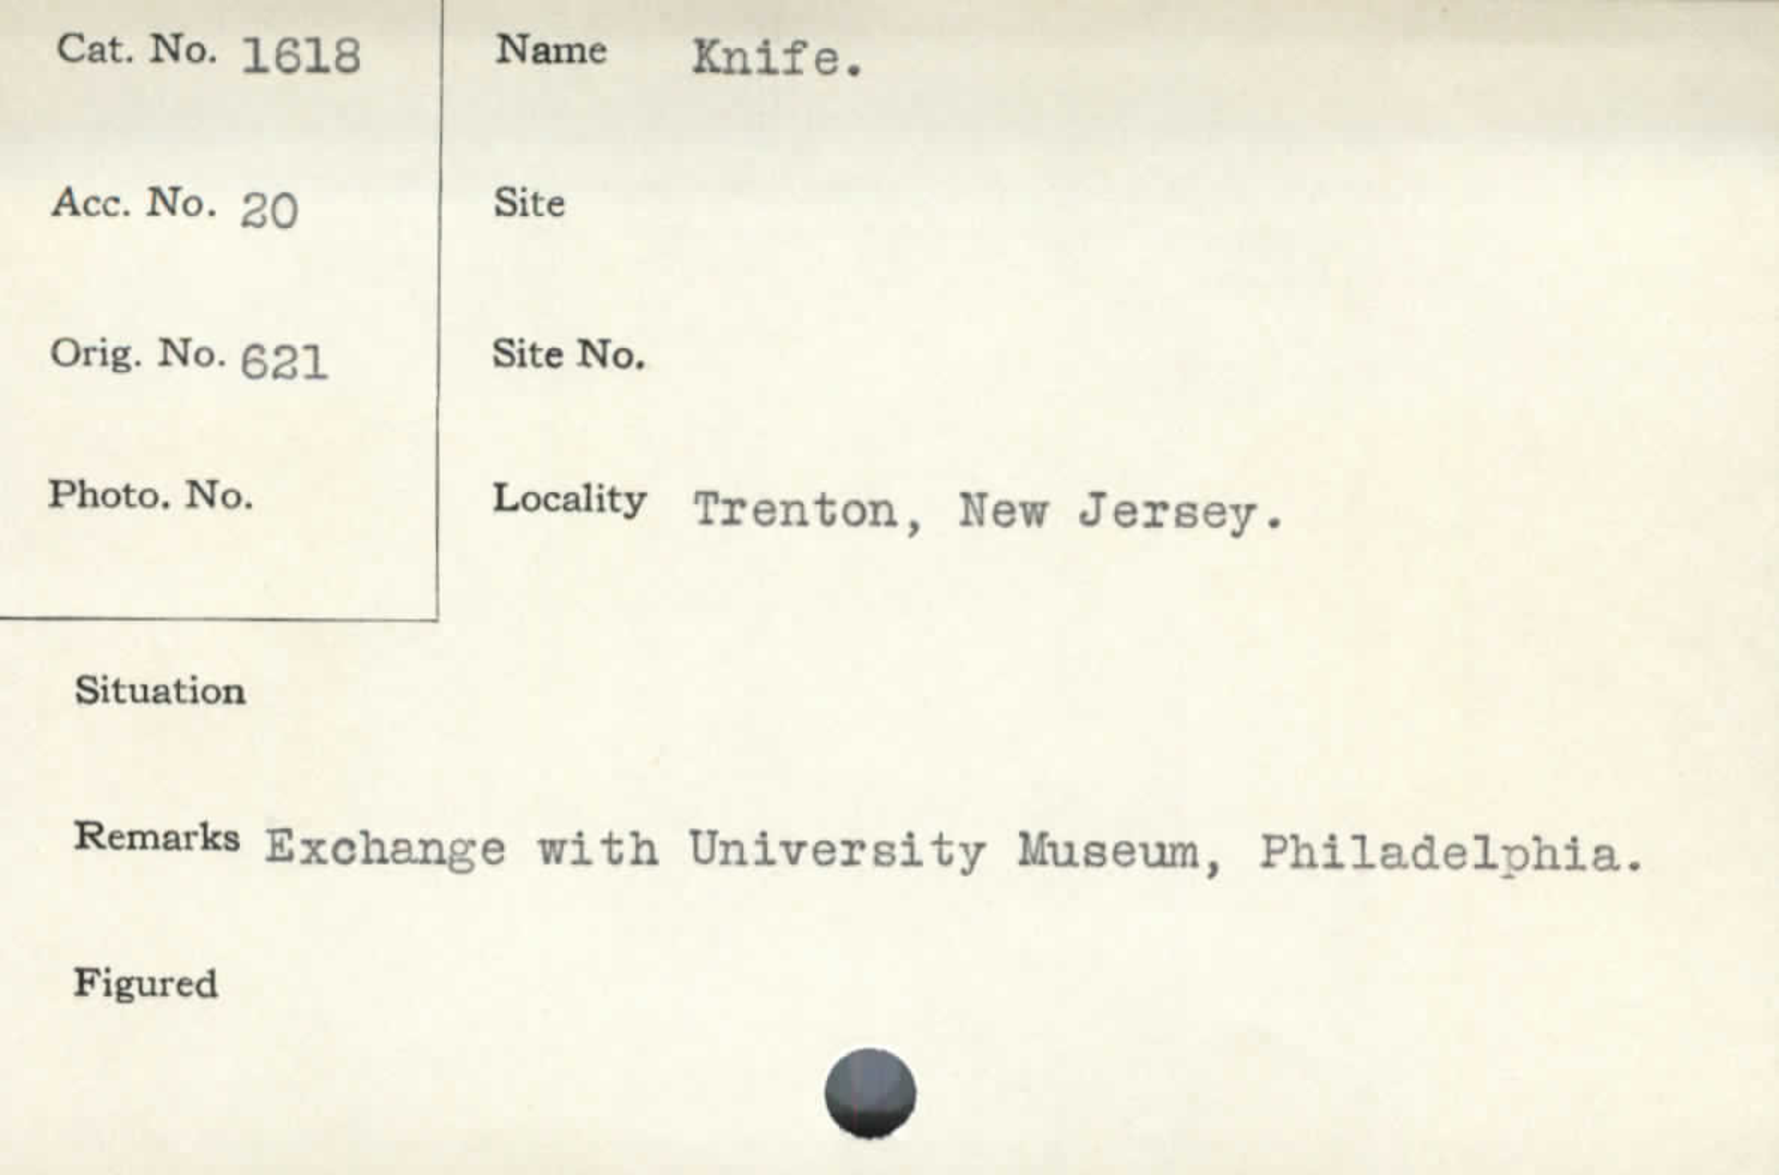 Cat. No. 1618
Acc. No. 20
Orig. No. 621
Photo. No.
Name Knife.
Site
Site No.
Locality Trenton, New Jersey.
Situation
Remarks Exchange with University Museum, Philadelphia.
Figured